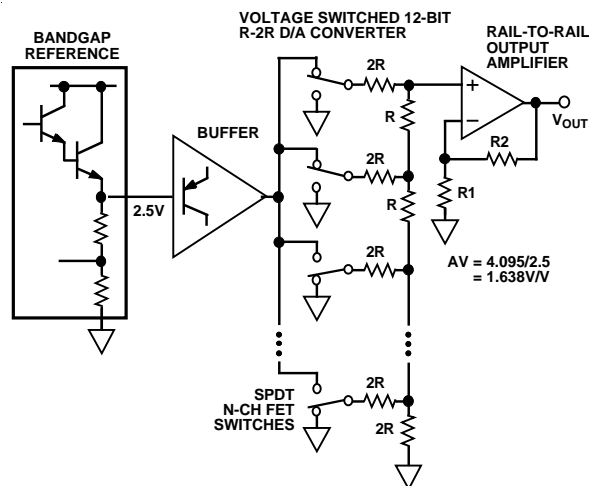 BANDGAP
REFERENCE
VOLTAGE SWITCHED 12-BIT
R-2R D/A CONVERTER
RAIL-TO-RAIL
OUTPUT
AMPLIFIER
BUFFER
2.5V
2R
R
2R
R
2R
2R
2R
SPDT
N-CH FET
SWITCHES
+
−
VOUT
R2
R1
AV = 4.095/2.5
= 1.638V/V